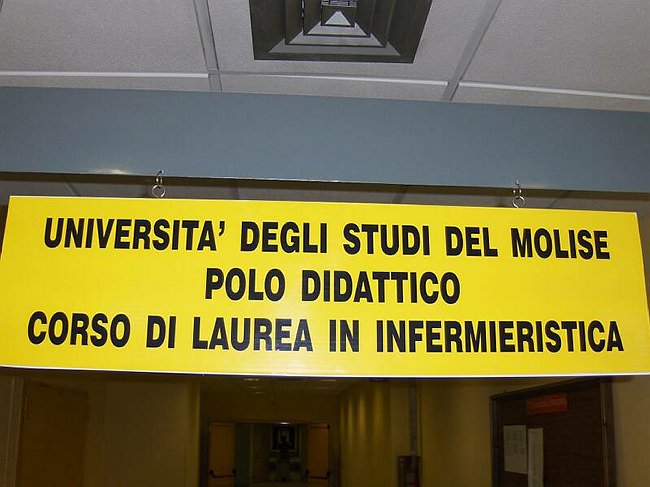 UNIVERSITA' DEGLI STUDI DEL MOLISE
POLO DIDATTICO
CORSO DI LAUREA IN INFERMIERISTICA